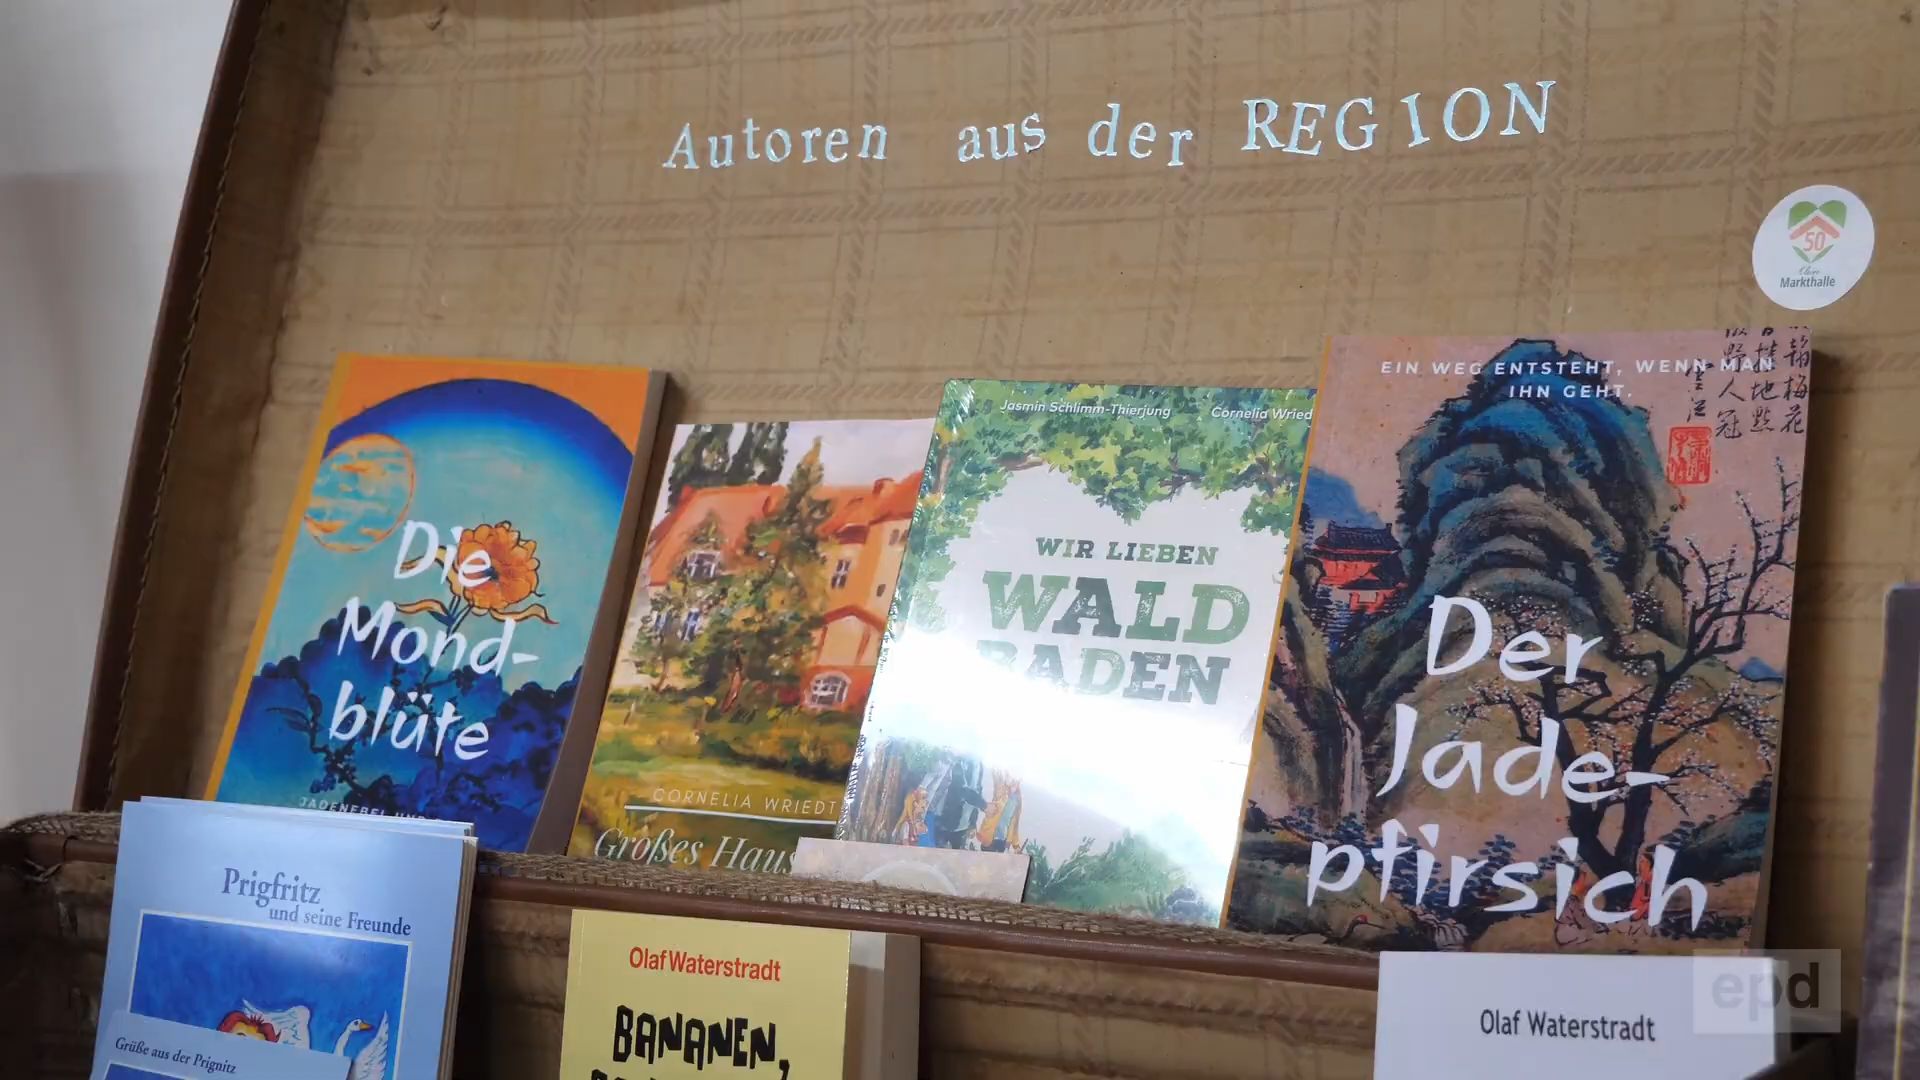 Autoren aus der REGION
50
Markthalle
Die
Mond-
blüte
CORNELIA WRIEDT
Großes Haus
Jasmin Schlimm-Thierjung
Cornelia Wried
WIR LIEBEN
WALD
BADEN
EIN WEG ENTSTEHT, WENN MAN
IHN GEHT.
Der
Jade-
pfirsich
Prigfritz
und seine Freunde
Grüße aus der Prignitz
Olaf Waterstradt
BANANEN,
Olaf Waterstradt
epd